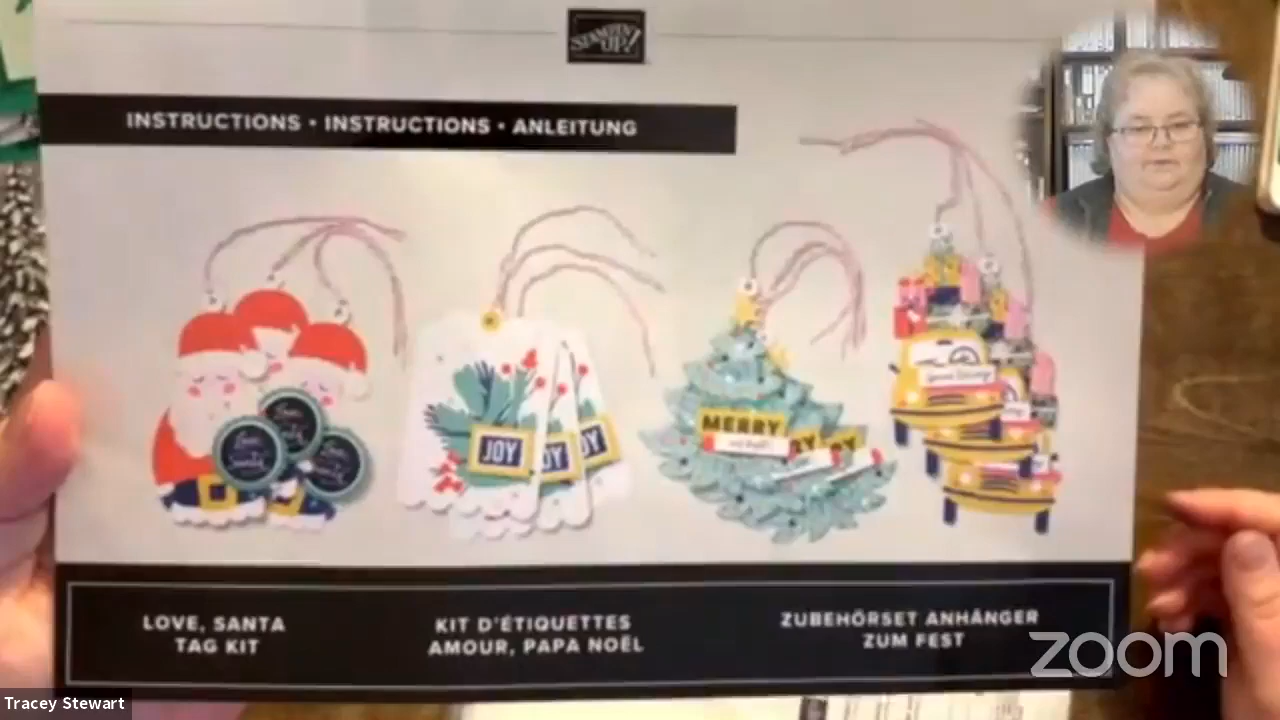 STAMPIN' UP!
INSTRUCTIONS • INSTRUCTIONS • ANLEITUNG
JOY
MERRY
LOVE, SANTA
TAG KIT
KIT D'ÉTIQUETTES
AMOUR, PAPA NOËL
ZUBEHÖRSET ANHÄNGER
ZUM FEST
zoom
Tracey Stewart